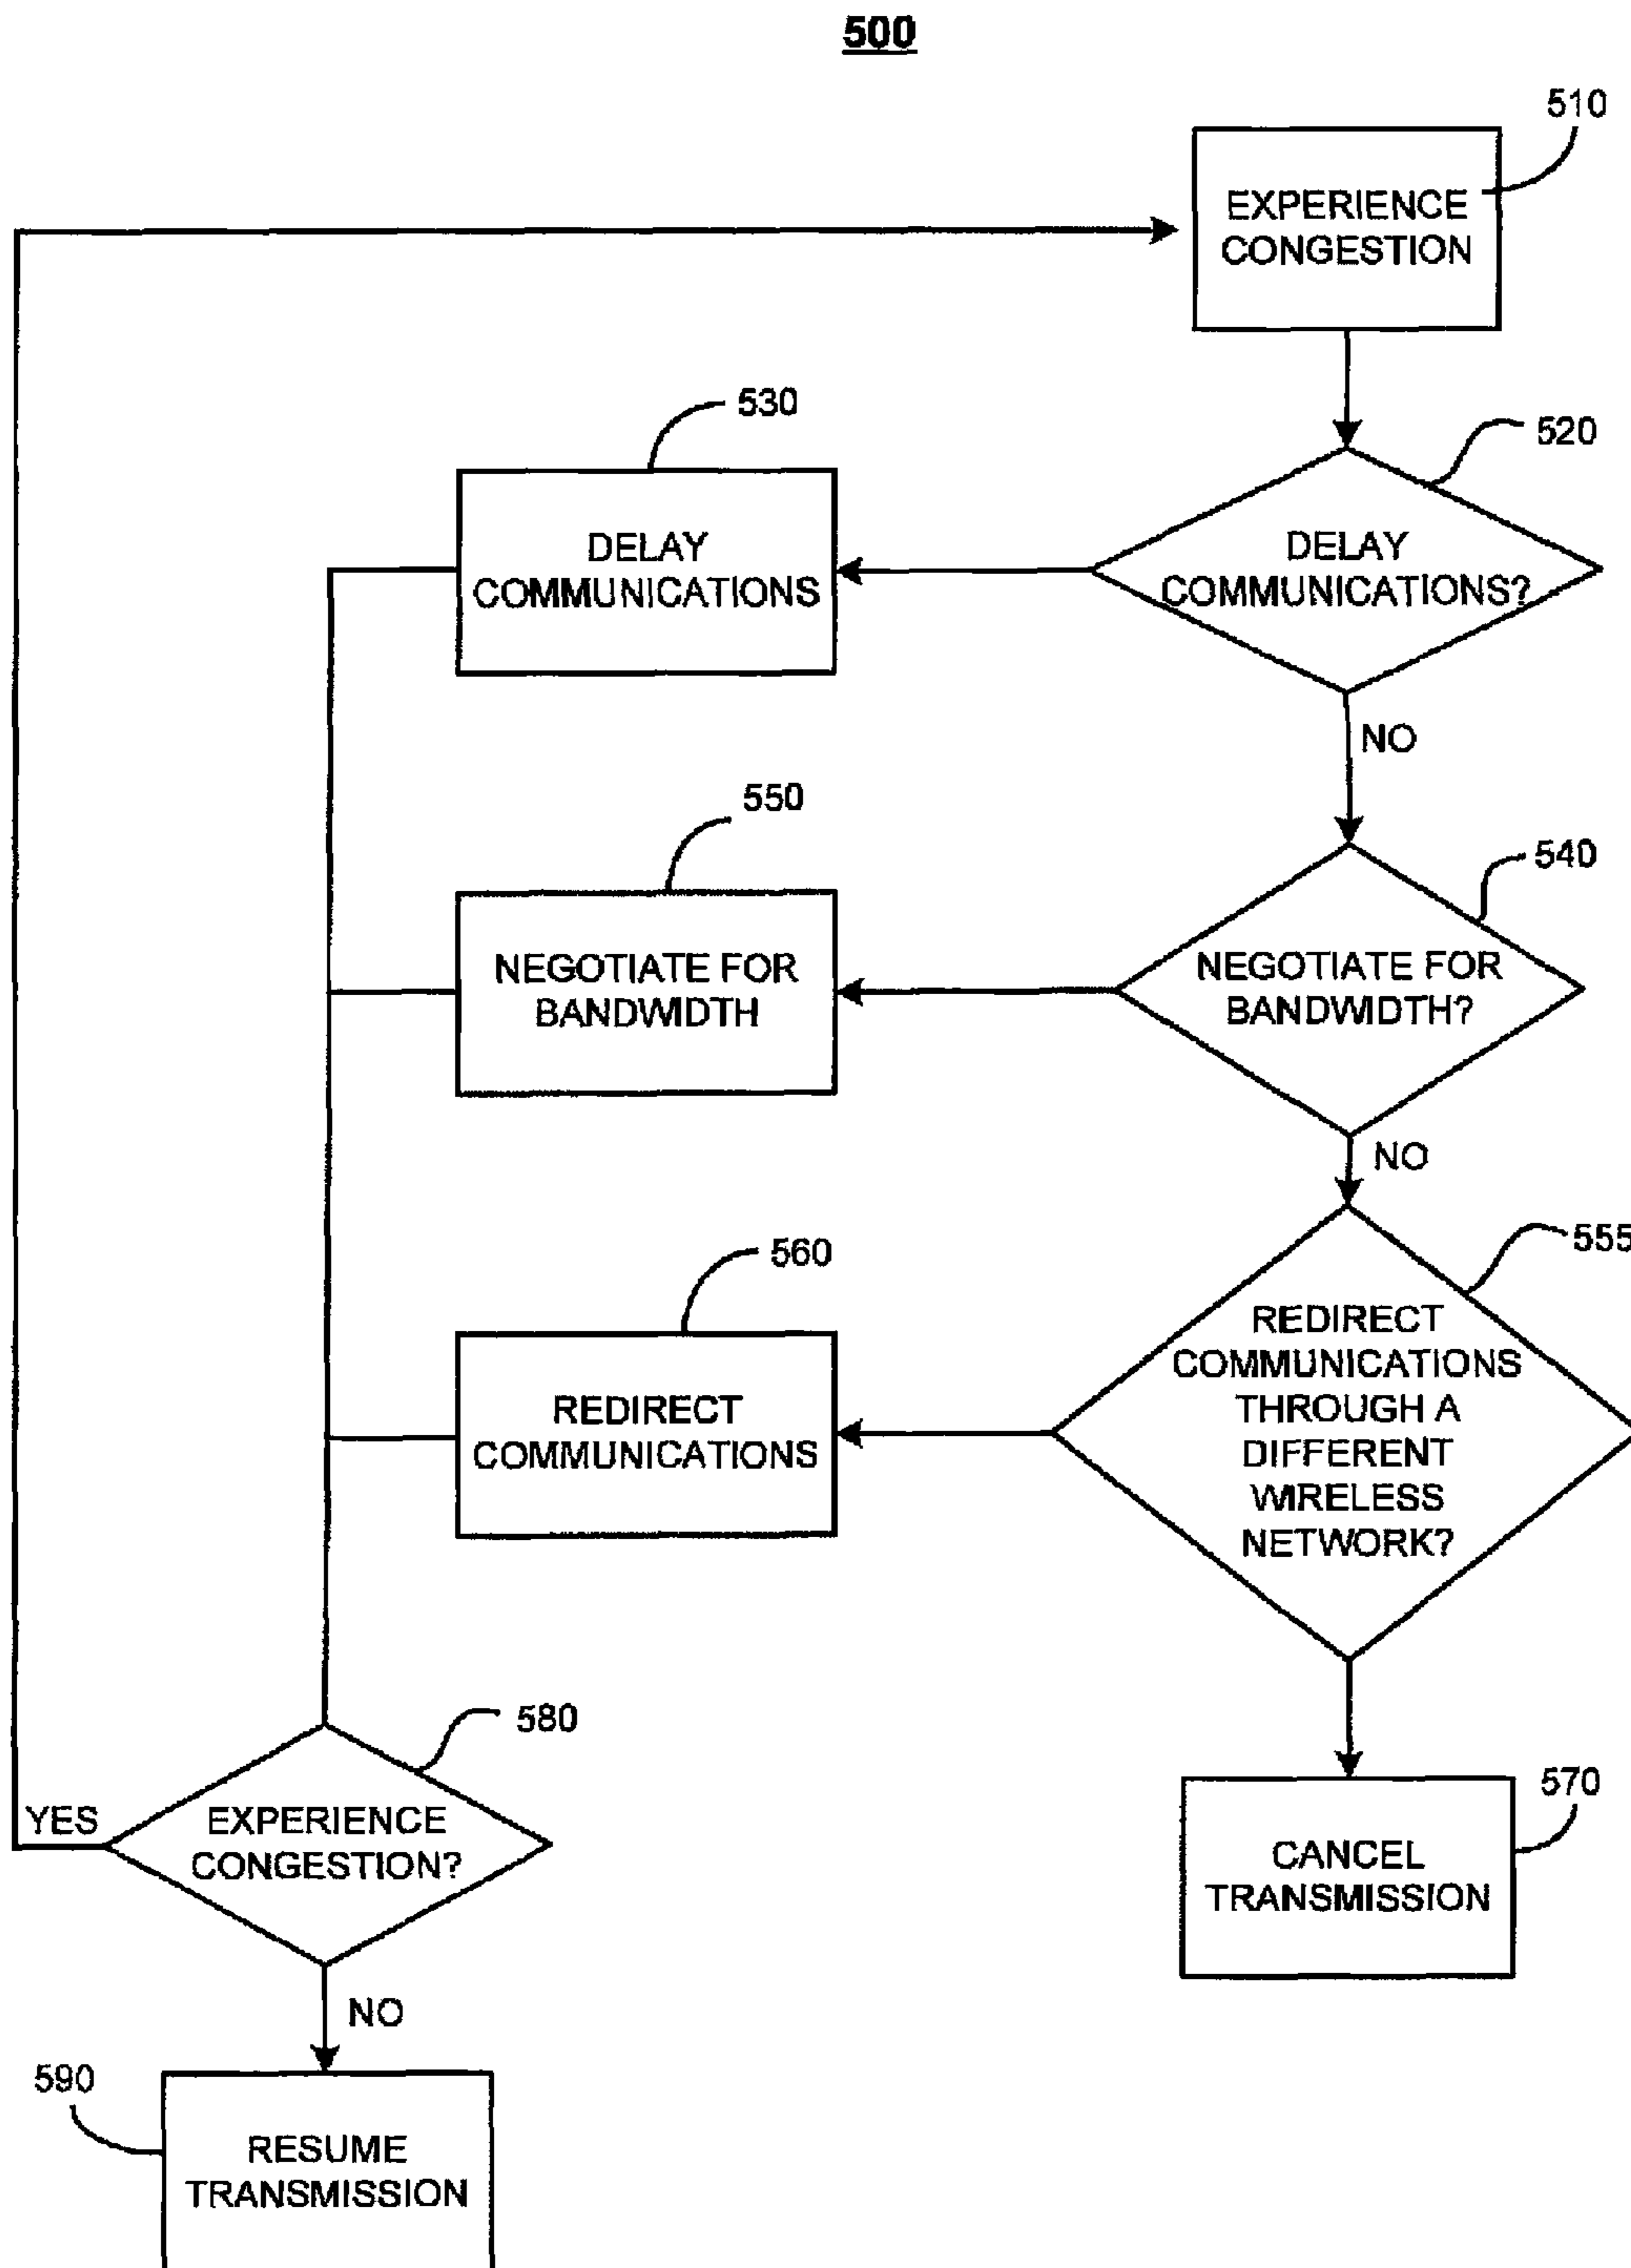 500
510
EXPERIENCE
CONGESTION
520
DELAY
COMMUNICATIONS?
530
DELAY
COMMUNICATIONS
NO
540
NEGOTIATE FOR
BANDWIDTH?
550
NEGOTIATE FOR
BANDWIDTH
NO
555
REDIRECT
COMMUNICATIONS
THROUGH A
DIFFERENT
WIRELESS
NETWORK?
560
REDIRECT
COMMUNICATIONS
570
CANCEL
TRANSMISSION
580
EXPERIENCE
CONGESTION?
YES
NO
590
RESUME
TRANSMISSION